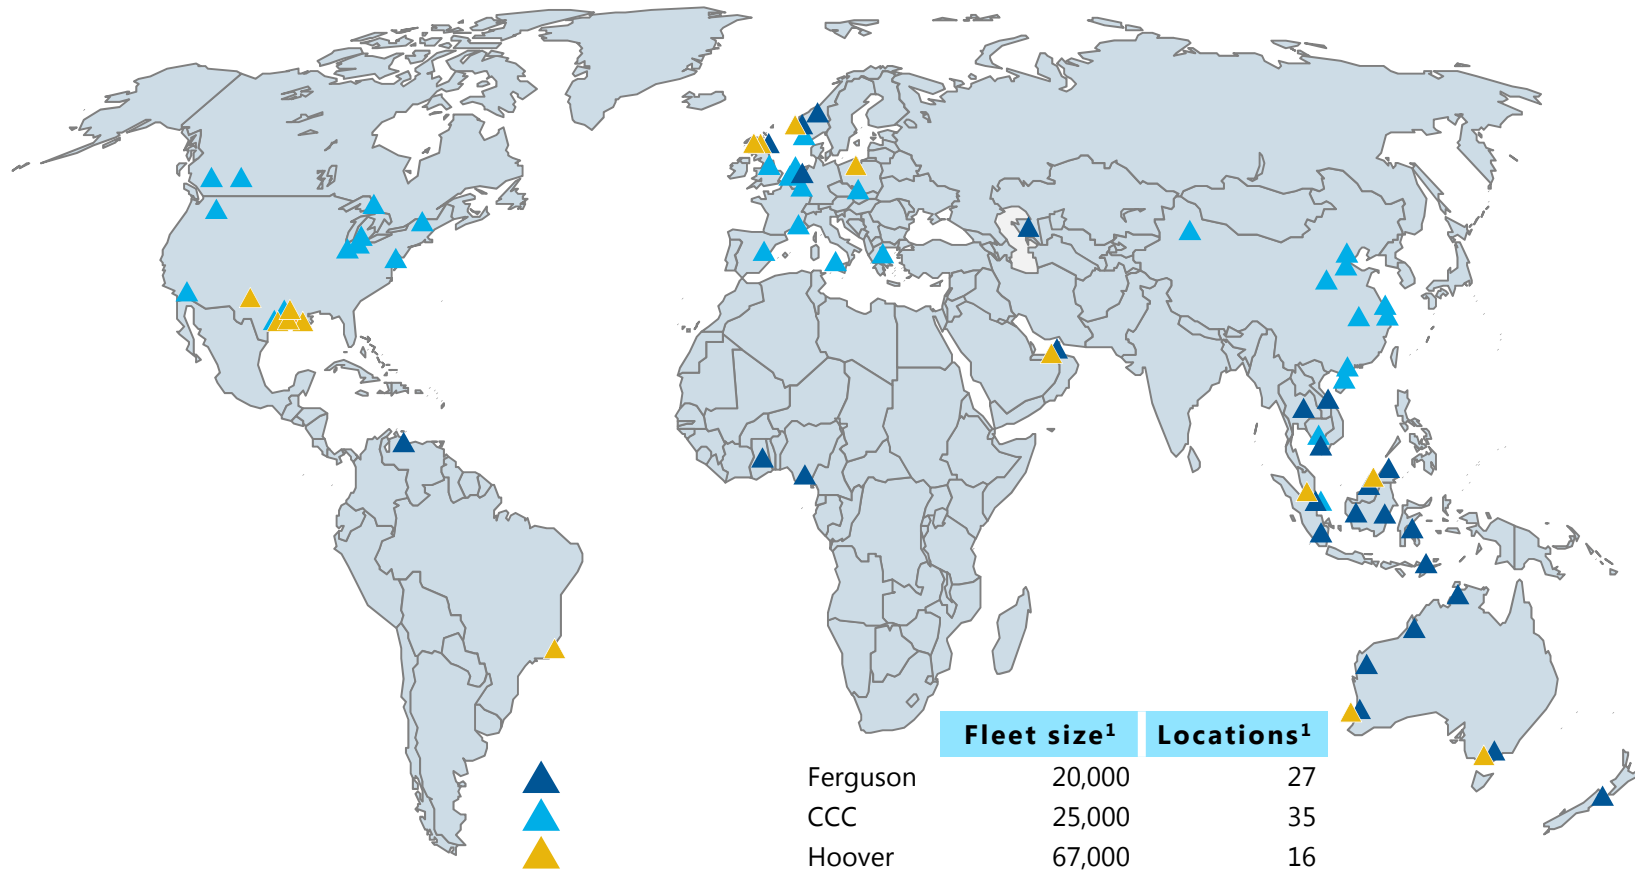 Fleet size¹ Locations¹
Ferguson 20,000 27
CCC 25,000 35
Hoover 67,000 16